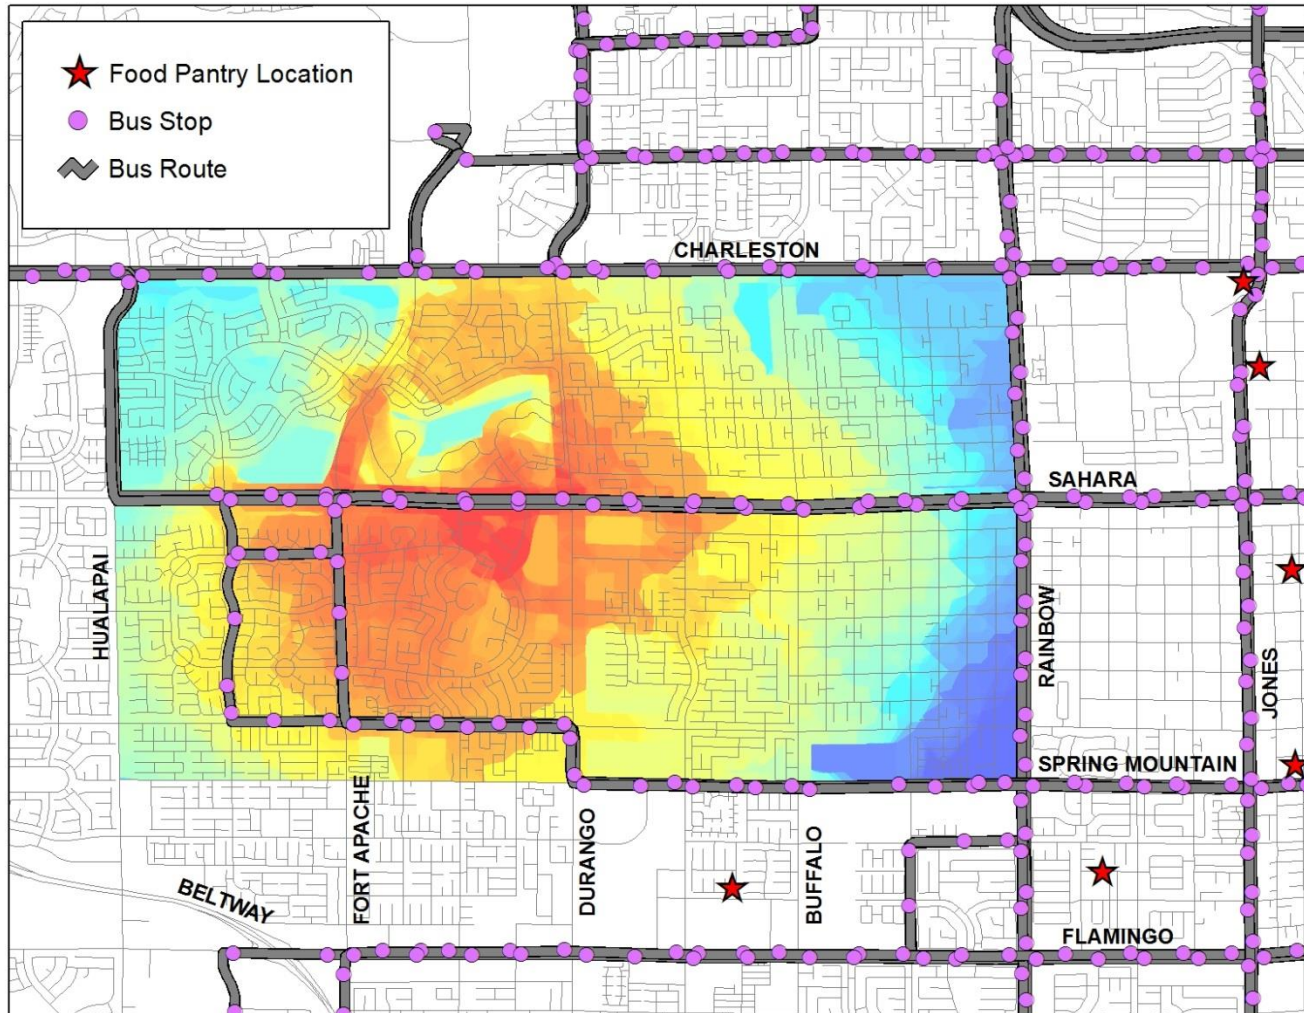 Food Pantry Location
Bus Stop
Bus Route
CHARLESTON
SAHARA
HUALAPAI
RAINBOW
JONES
SPRING MOUNTAIN
FORT APACHE
DURANGO
BUFFALO
BELTWAY
FLAMINGO